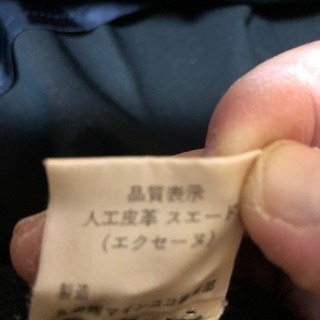 品質表示
人工皮革 スエード
(エクセーヌ)
製造